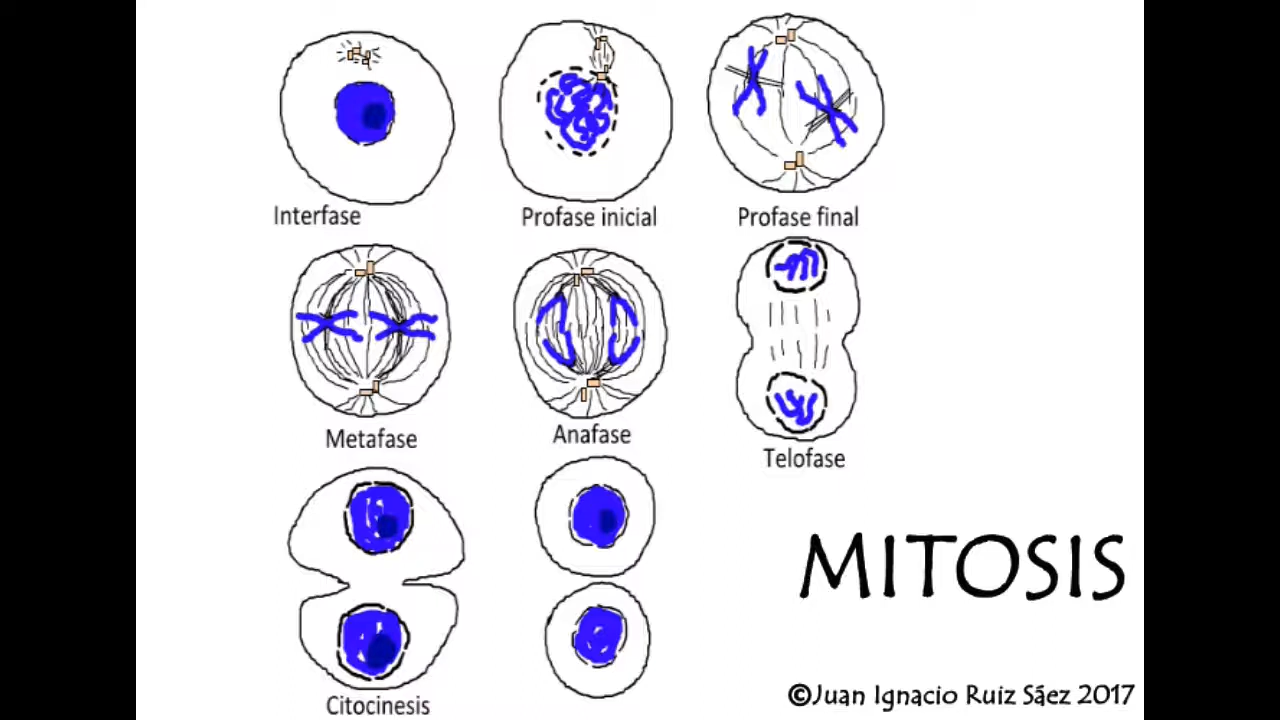 Interfase
Profase inicial
Profase final
Metafase
Anafase
Telofase
Citocinesis
MITOSIS
©Juan Ignacio Ruiz Sáez 2017